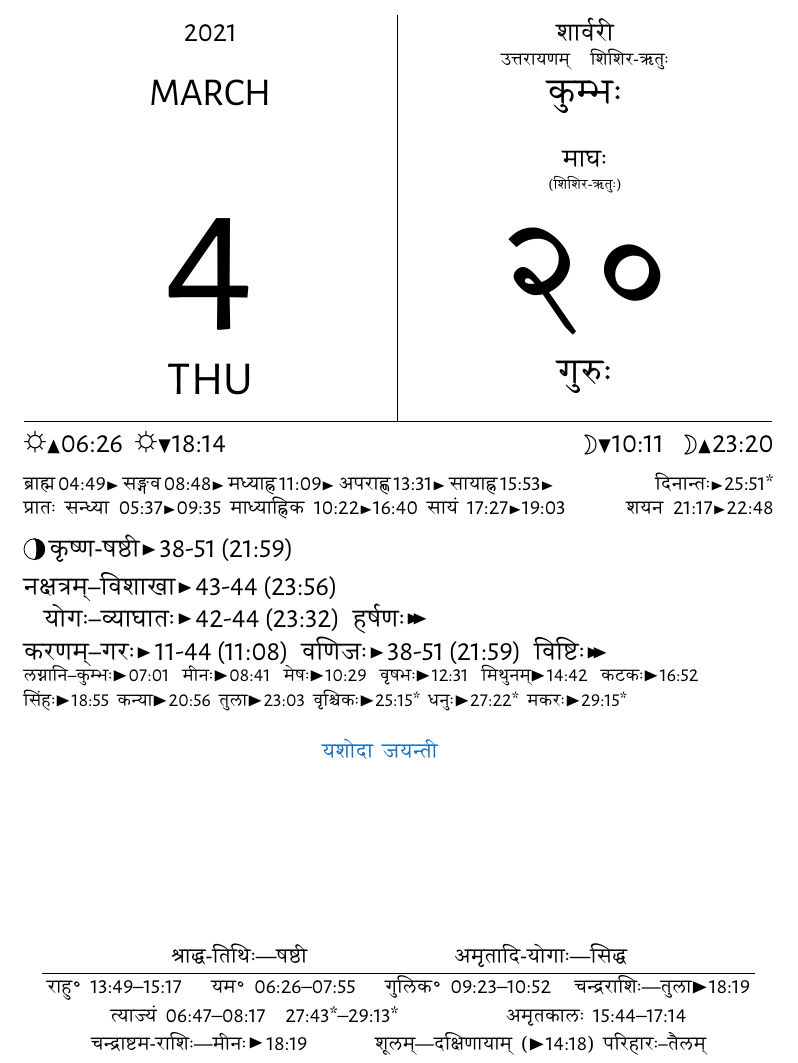 2021
MARCH
4
THU
शार्वरी
उत्तरायणम् शिशिर-ऋतुः
कुम्भः
माघः
(शिशिर-ऋतुः)
२०
गुरुः
☼▲06:26 ☼▼18:14 ☽▼10:11 ☽▲23:20
ब्राह्म 04:49► सङ्गव 08:48► मध्याह्न 11:09► अपराह्ण 13:31► सायाह्न 15:53► दिनान्तः►25:51*
प्रातः सन्ध्या 05:37►09:35 माध्याह्निक 10:22►16:40 सायं 17:27►19:03 शयन 21:17►22:48
कृष्ण-षष्ठी►38-51 (21:59)
नक्षत्रम्–विशाखा►43-44 (23:56)
योगः–व्याघातः►42-44 (23:32) हर्षणः►►
करणम्–गरः►11-44 (11:08) वणिजः►38-51 (21:59) विष्टिः►►
लग्नानि–कुम्भः►07:01 मीनः►08:41 मेषः►10:29 वृषभः►12:31 मिथुनम्►14:42 कटकः►16:52
सिंहः►18:55 कन्या►20:56 तुला►23:03 वृश्चिकः►25:15* धनुः►27:22* मकरः►29:15*
यशोदा जयन्ती
श्राद्ध-तिथिः—षष्ठी अमृतादि-योगाः—सिद्ध
राहु° 13:49–15:17 यम° 06:26–07:55 गुलिक° 09:23–10:52 चन्द्रराशिः—तुला►18:19
त्याज्यं 06:47–08:17 27:43*–29:13* अमृतकालः 15:44–17:14
चन्द्राष्टम-राशिः—मीनः►18:19 शूलम्—दक्षिणायाम् (►14:18) परिहारः–तैलम्